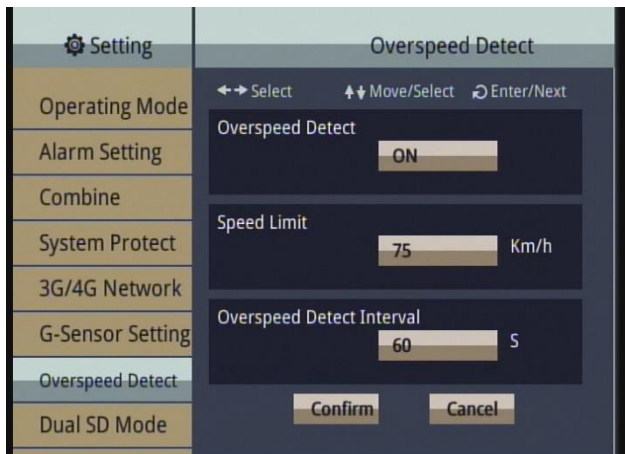 Setting
Overspeed Detect
Select Move/Select Enter/Next
Operating Mode
Alarm Setting
Combine
System Protect
3G/4G Network
G-Sensor Setting
Overspeed Detect
Dual SD Mode
Overspeed Detect
ON
Speed Limit
75 Km/h
Overspeed Detect Interval
60 S
Confirm Cancel